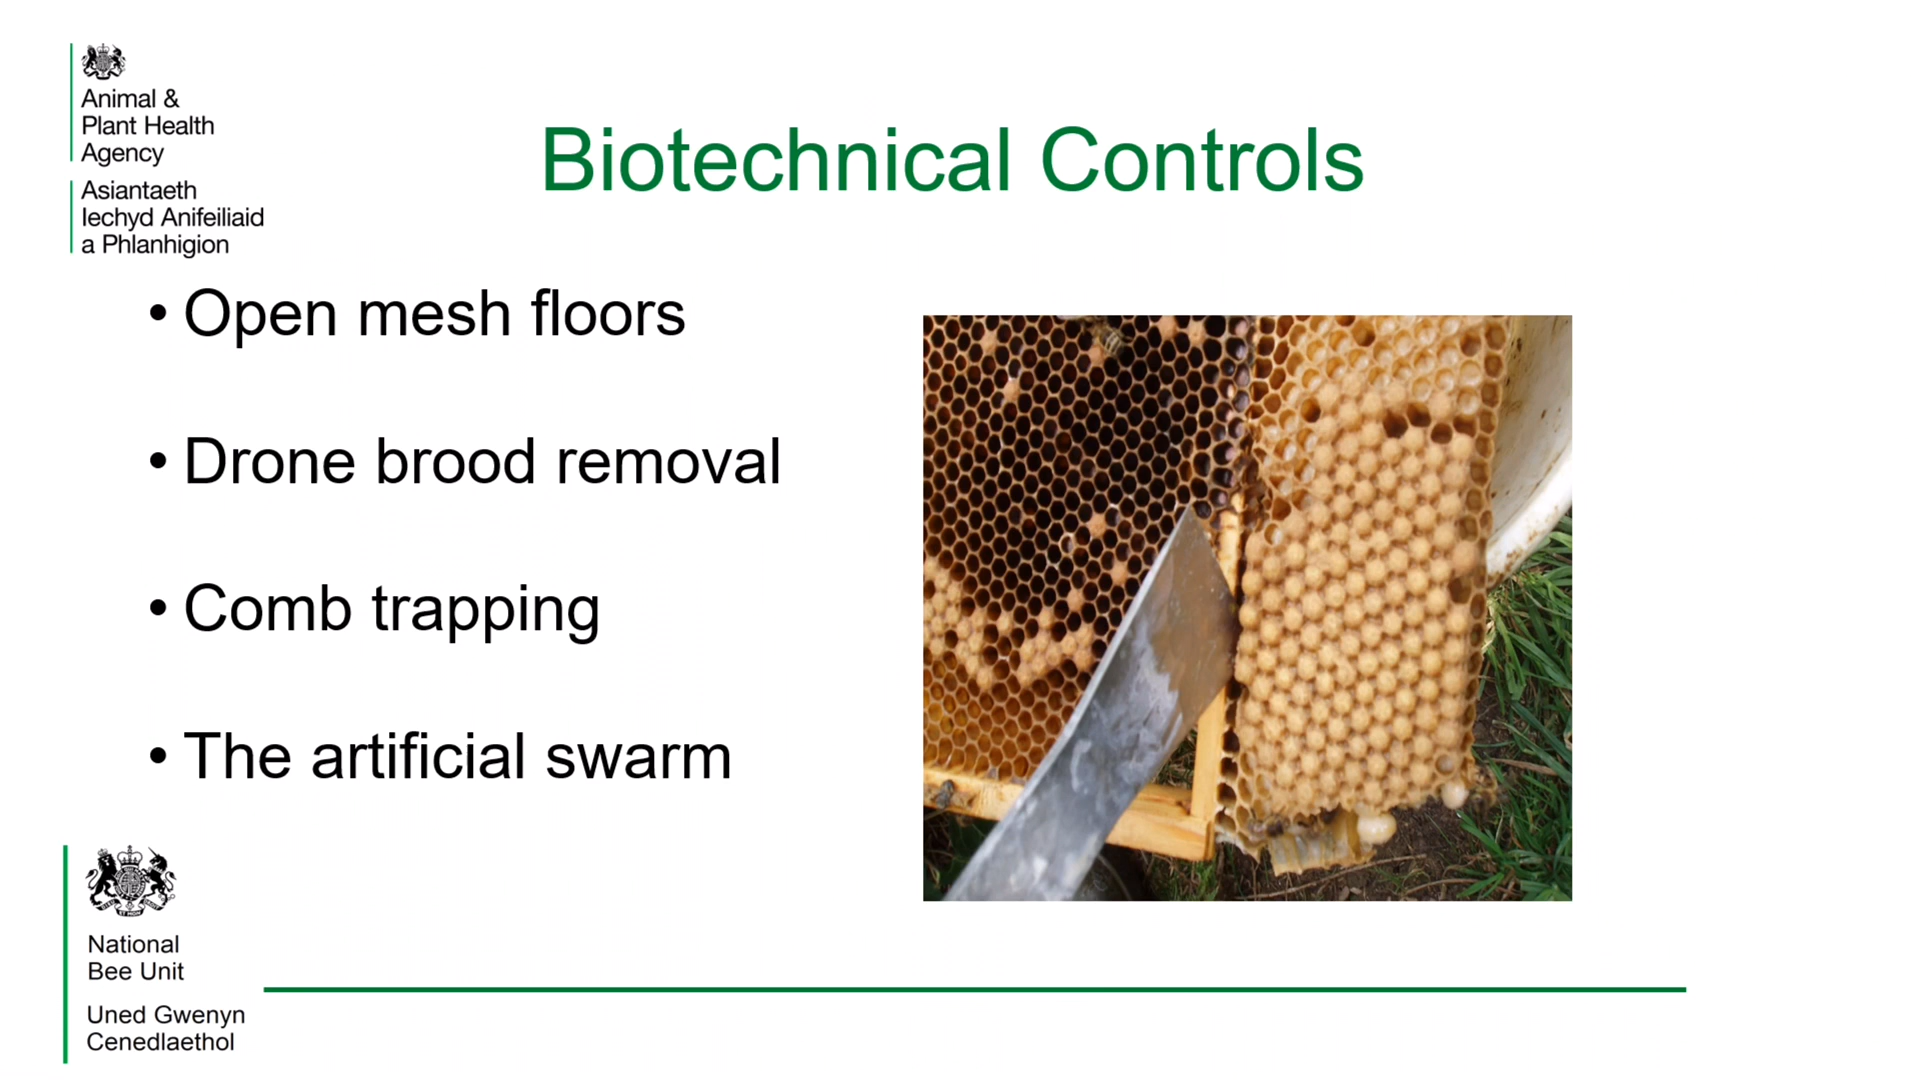 Animal &
Plant Health
Agency
Asiantaeth
Iechyd Anifeiliaid
a Phlanhigion
Biotechnical Controls
• Open mesh floors
• Drone brood removal
• Comb trapping
• The artificial swarm
National
Bee Unit
Uned Gwenyn
Cenedlaethol